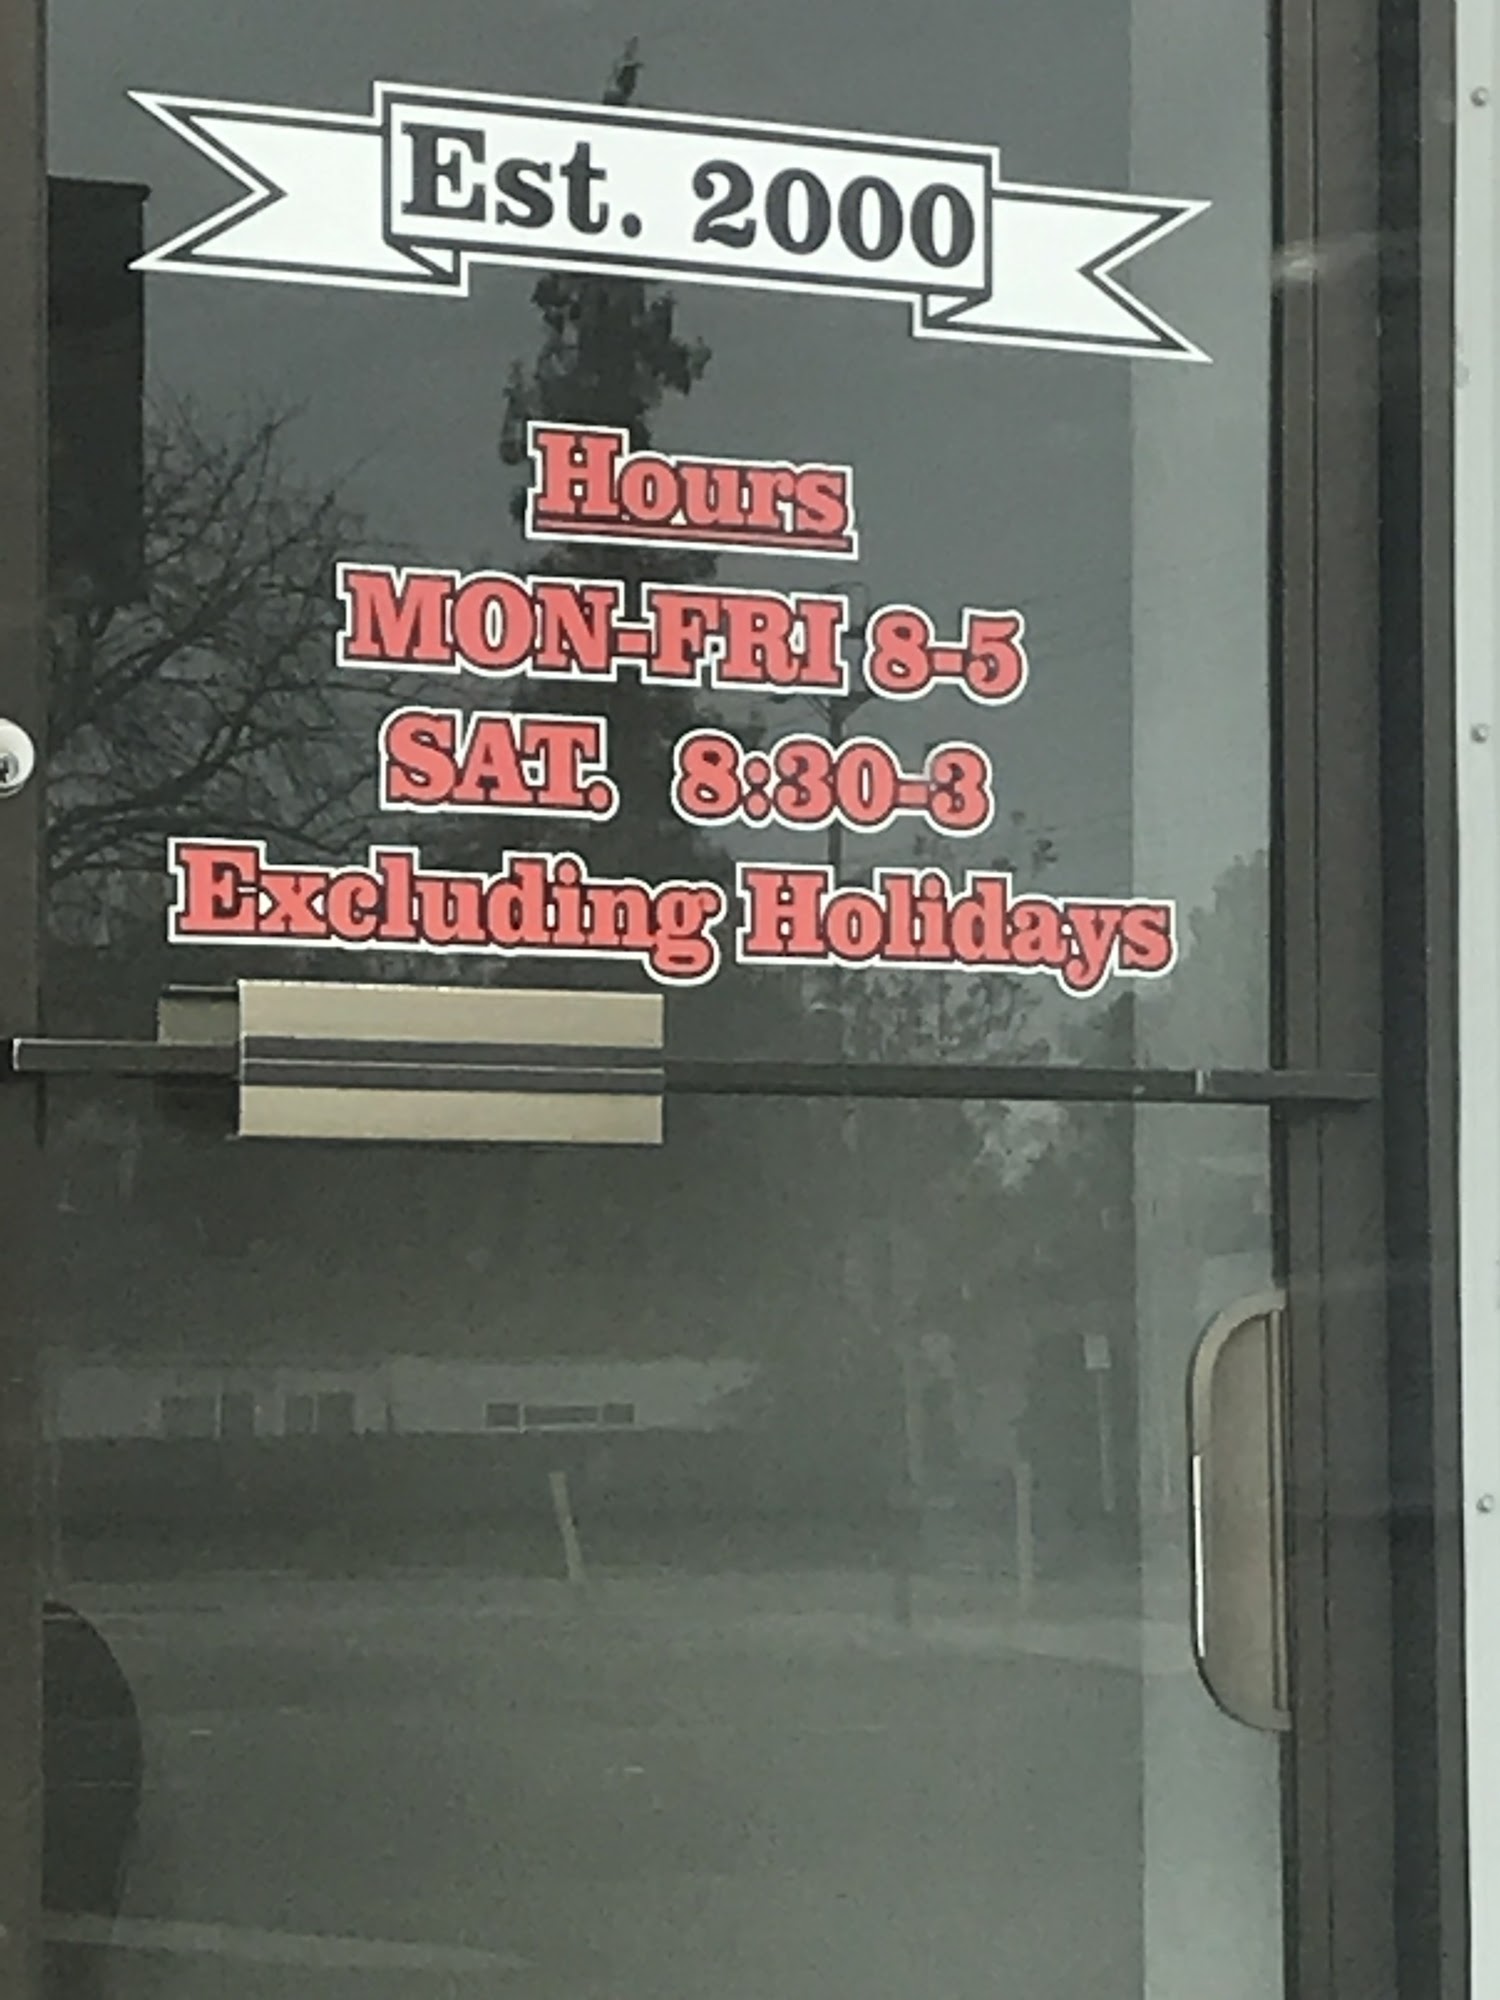 Est. 2000
Hours
MON-FRI 8-5
SAT. 8:30-3
Excluding Holidays